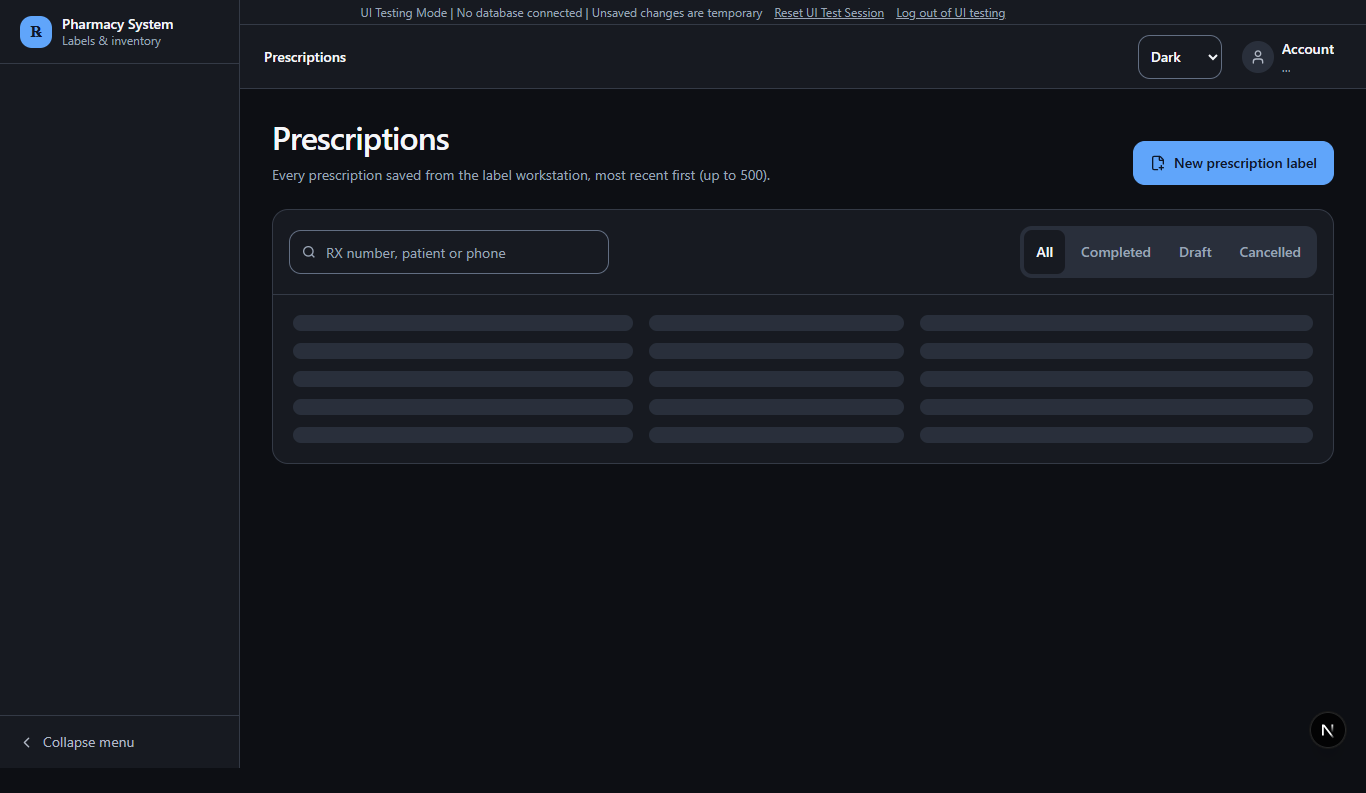 UI Testing Mode | No database connected | Unsaved changes are temporary Reset UI Test Session Log out of UI testing
℞
Pharmacy System
Labels & inventory
Prescriptions
Dark
Account
...
Prescriptions
Every prescription saved from the label workstation, most recent first (up to 500).
New prescription label
RX number, patient or phone
All Completed Draft Cancelled
Collapse menu
N